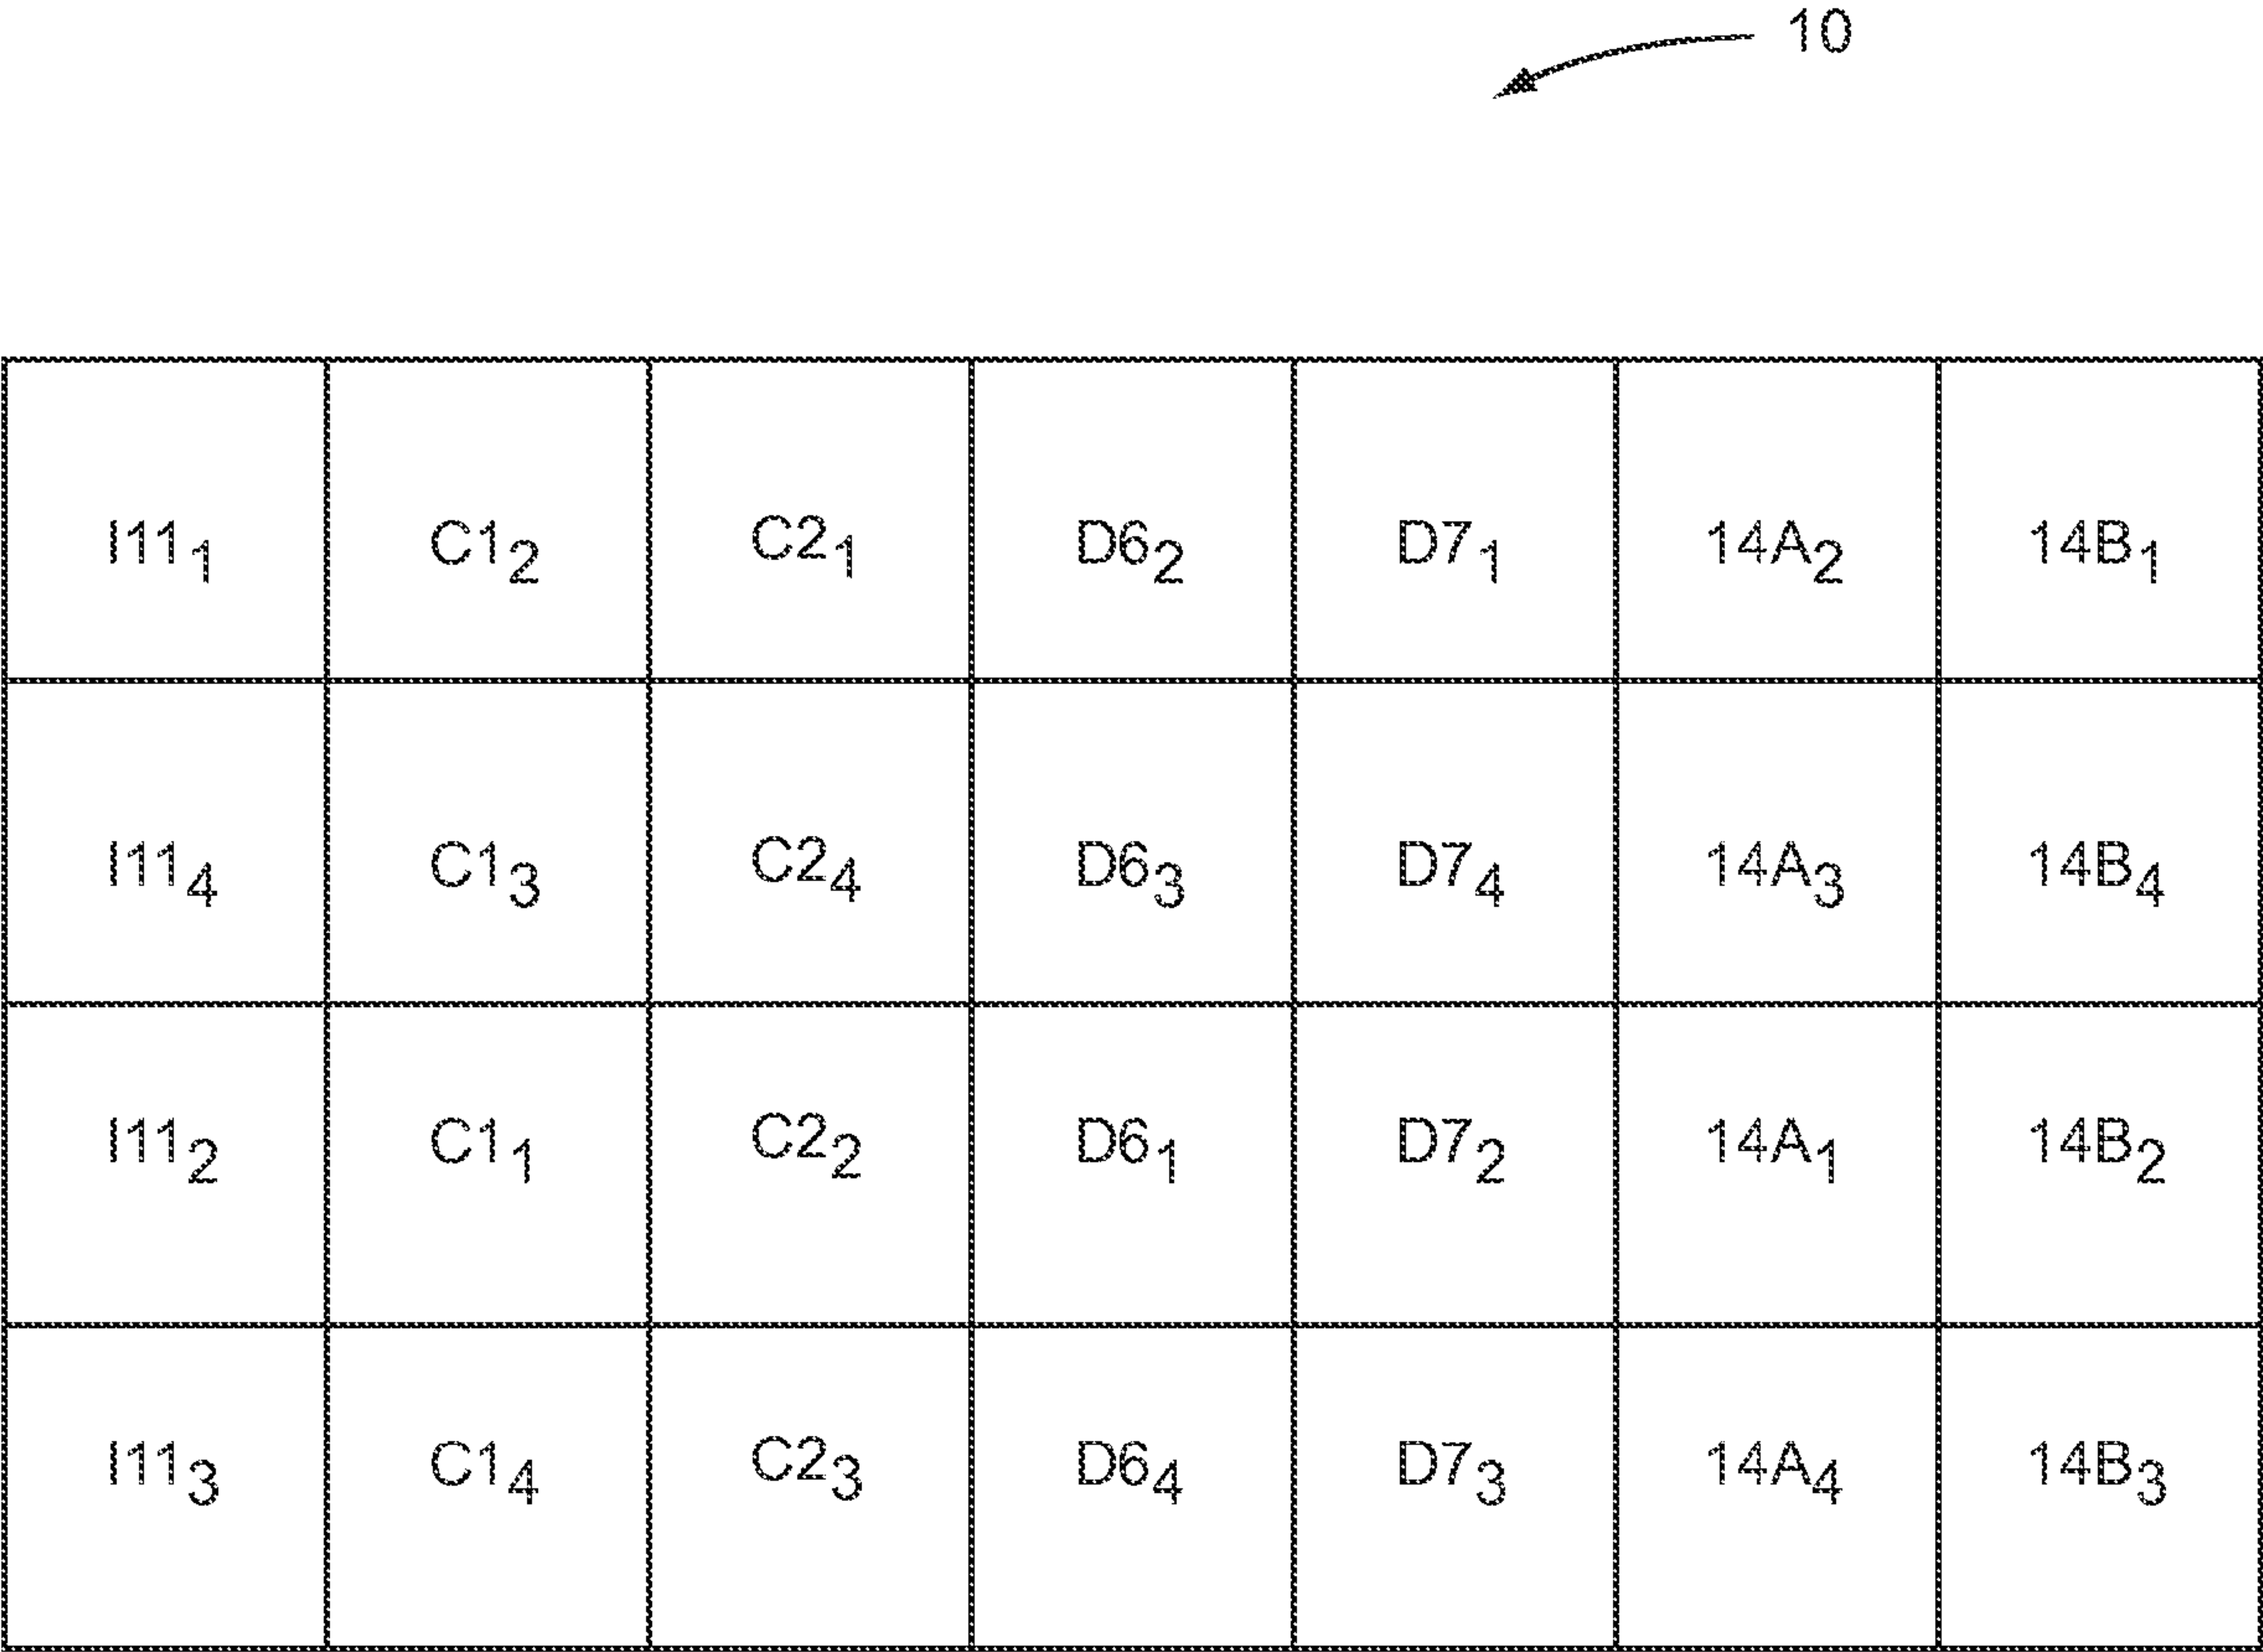 10
I11₁ C1₂ C2₁ D6₂ D7₁ 14A₂ 14B₁
I11₄ C1₃ C2₄ D6₃ D7₄ 14A₃ 14B₄
I11₂ C1₁ C2₂ D6₁ D7₂ 14A₁ 14B₂
I11₃ C1₄ C2₃ D6₄ D7₃ 14A₄ 14B₃